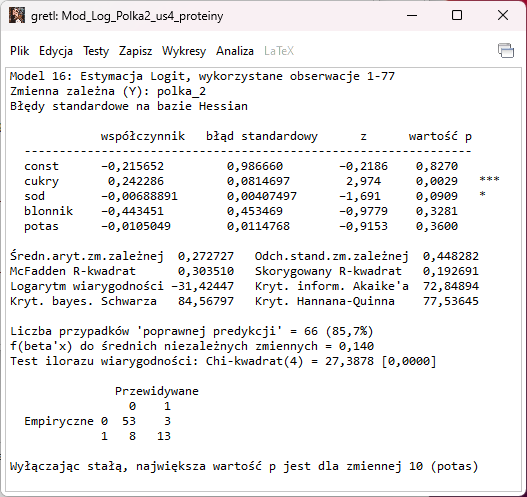 gretl: Mod_Log_Polka2_us4_proteiny
Plik Edycja Testy Zapisz Wykresy Analiza LaTeX
Model 16: Estymacja Logit, wykorzystane obserwacje 1-77
Zmienna zależna (Y): polka_2
Błędy standardowe na bazie Hessian
współczynnik błąd standardowy z wartość p
const −0,215652 0,986660 −0,2186 0,8270
cukry 0,242286 0,0814697 2,974 0,0029 ***
sod −0,00688891 0,00407497 −1,691 0,0909 *
blonnik −0,443451 0,453469 −0,9779 0,3281
potas −0,0105049 0,0114768 −0,9153 0,3600
Średn.aryt.zm.zależnej 0,272727 Odch.stand.zm.zależnej 0,448282
McFadden R-kwadrat 0,303510 Skorygowany R-kwadrat 0,192691
Logarytm wiarygodności −31,42447 Kryt. inform. Akaike'a 72,84894
Kryt. bayes. Schwarza 84,56797 Kryt. Hannana-Quinna 77,53645
Liczba przypadków 'poprawnej predykcji' = 66 (85,7%)
f(beta'x) do średnich niezależnych zmiennych = 0,140
Test ilorazu wiarygodności: Chi-kwadrat(4) = 27,3878 [0,0000]
Przewidywane
0 1
Empiryczne 0 53 3
1 8 13
Wyłączając stałą, największa wartość p jest dla zmiennej 10 (potas)